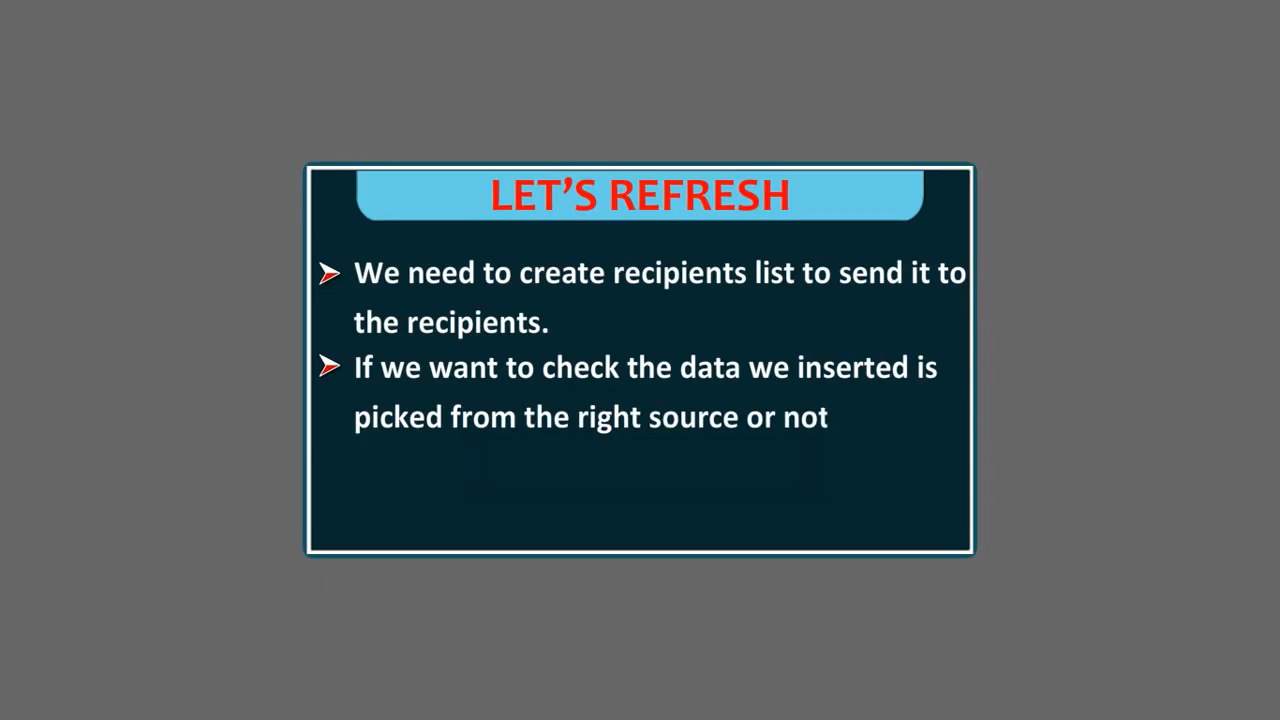 LET’S REFRESH
We need to create recipients list to send it to
the recipients.
If we want to check the data we inserted is
picked from the right source or not